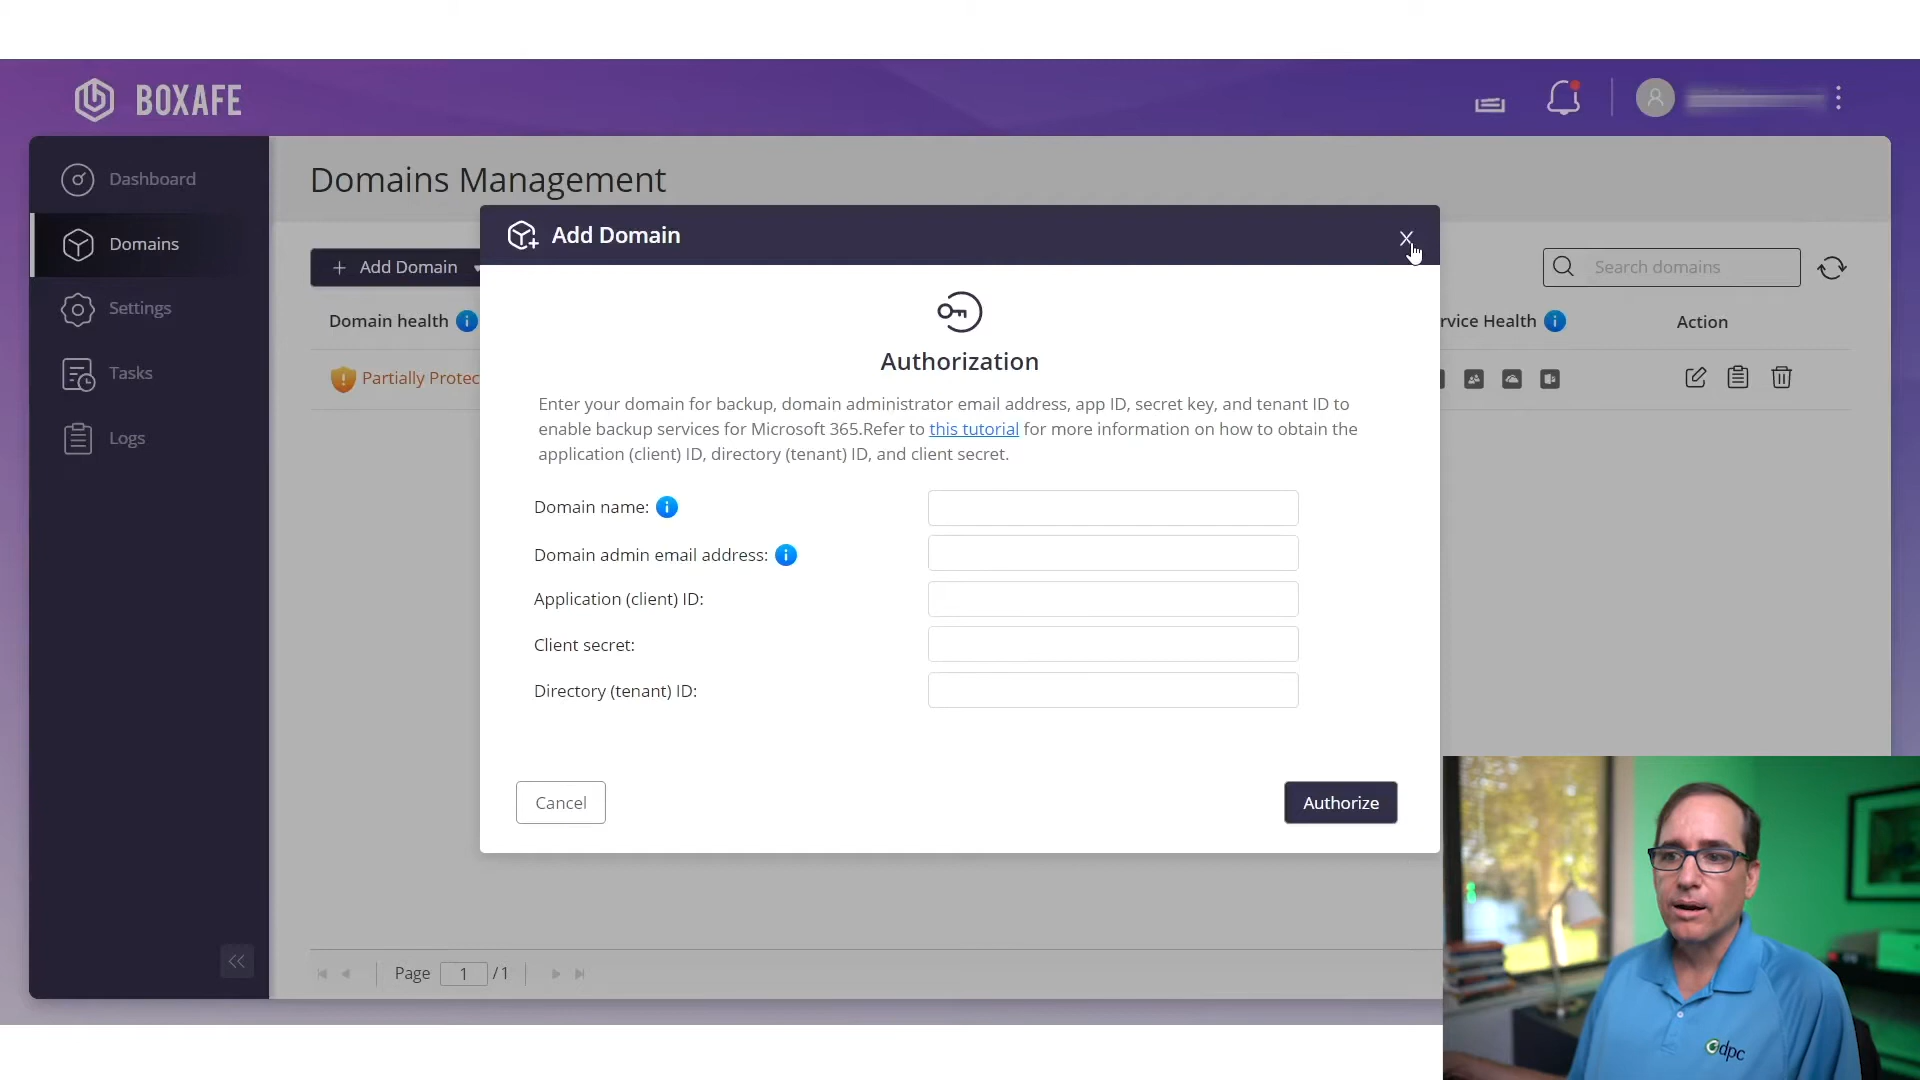 BOXAFE
Dashboard
Domains
Settings
Tasks
Logs
Domains Management
Add Domain
Search domains
Domain health
rvice Health
Action
Partially Protec
Add Domain
Authorization
Enter your domain for backup, domain administrator email address, app ID, secret key, and tenant ID to
enable backup services for Microsoft 365.Refer to this tutorial for more information on how to obtain the
application (client) ID, directory (tenant) ID, and client secret.
Domain name:
Domain admin email address:
Application (client) ID:
Client secret:
Directory (tenant) ID:
Cancel
Authorize
Page 1 /1
dpc